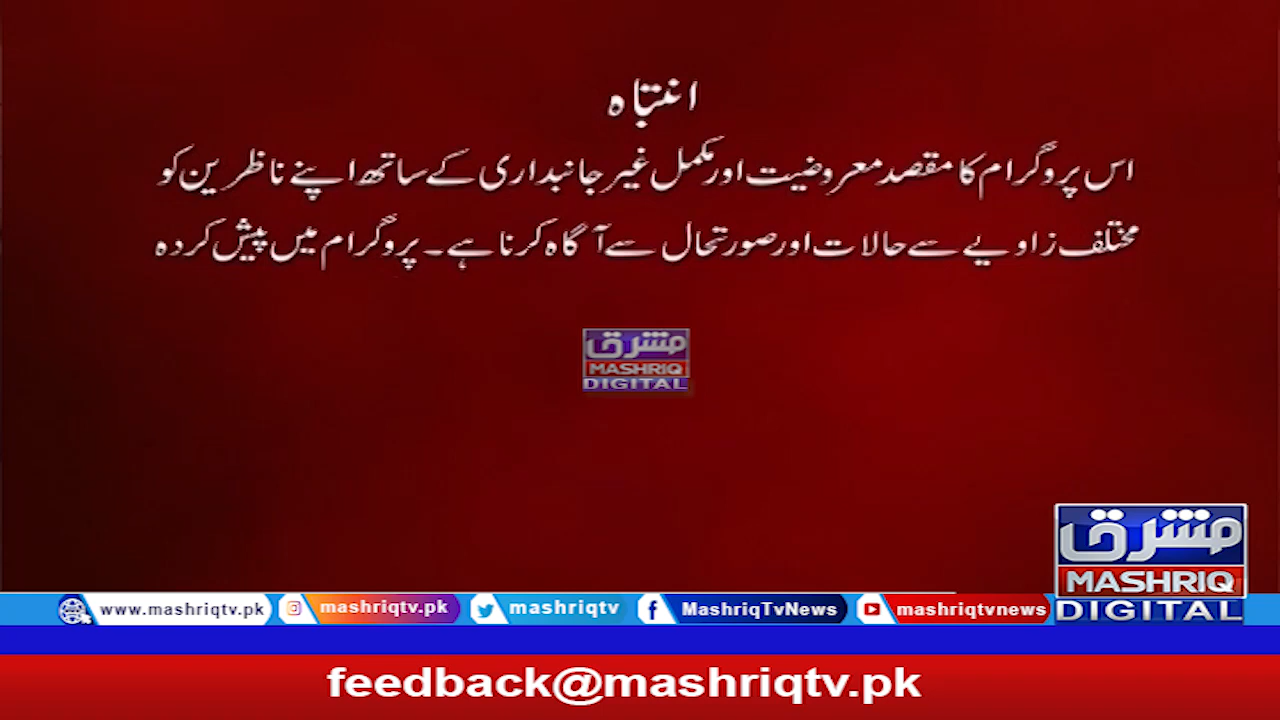 انتباہ
اس پروگرام کا مقصد معروضیت اور مکمل غیر جانبداری کے ساتھ اپنے ناظرین کو
مختلف زاویے سے حالات اور صورتحال سے آگاہ کرنا ہے۔ پروگرام میں پیش کردہ
مشرق
MASHRIQ
DIGITAL
مشرق
MASHRIQ
DIGITAL
www.mashriqtv.pk mashriqtv.pk mashriqtv MashriqTvNews mashriqtvnews
feedback@mashriqtv.pk